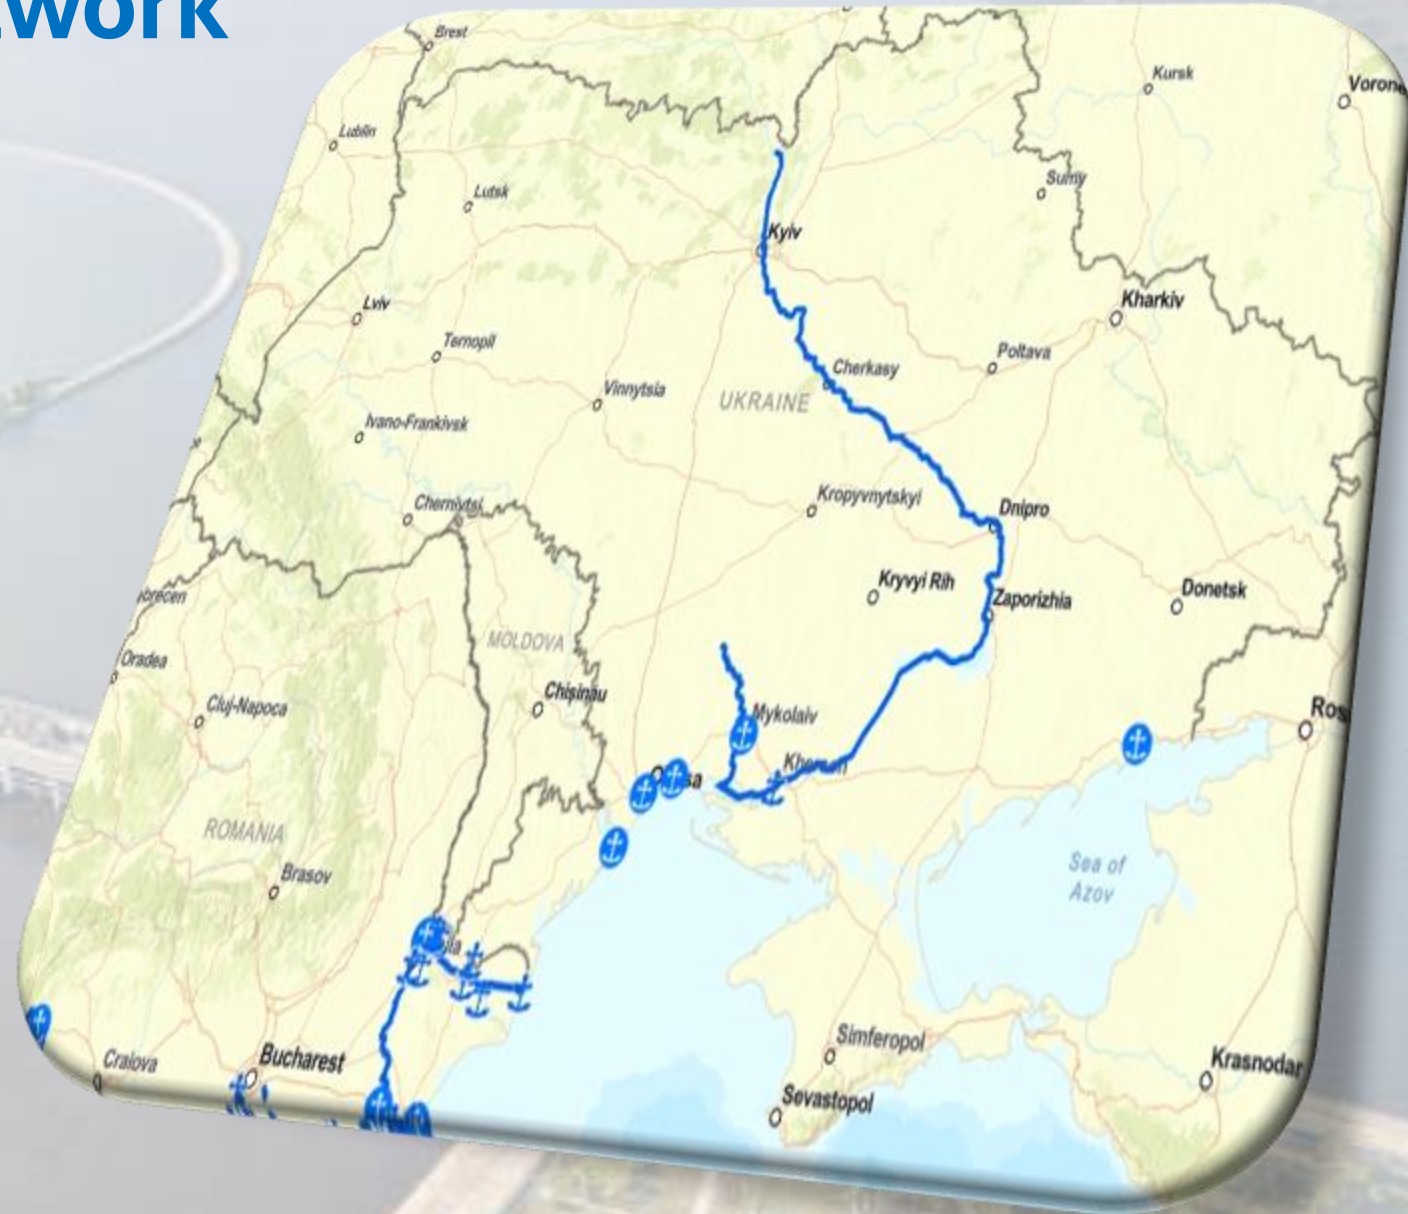 work
Brest
Kursk
Lublin
Lutsk
Sumy
Kyiv
Kharkiv
Lviv
Ternopil
Poltava
Cherkasy
Vinnytsia
UKRAINE
Ivano-Frankivsk
Kropyvnytskyi
Chernivtsi
Dnipro
Kryvyi Rih
Donetsk
Zaporizhia
MOLDOVA
Oradea
Chișinău
Cluj-Napoca
Mykolaiv
ROMANIA
Brasov
Sea of
Azov
Simferopol
Bucharest
Craiova
Krasnodar
Sevastopol